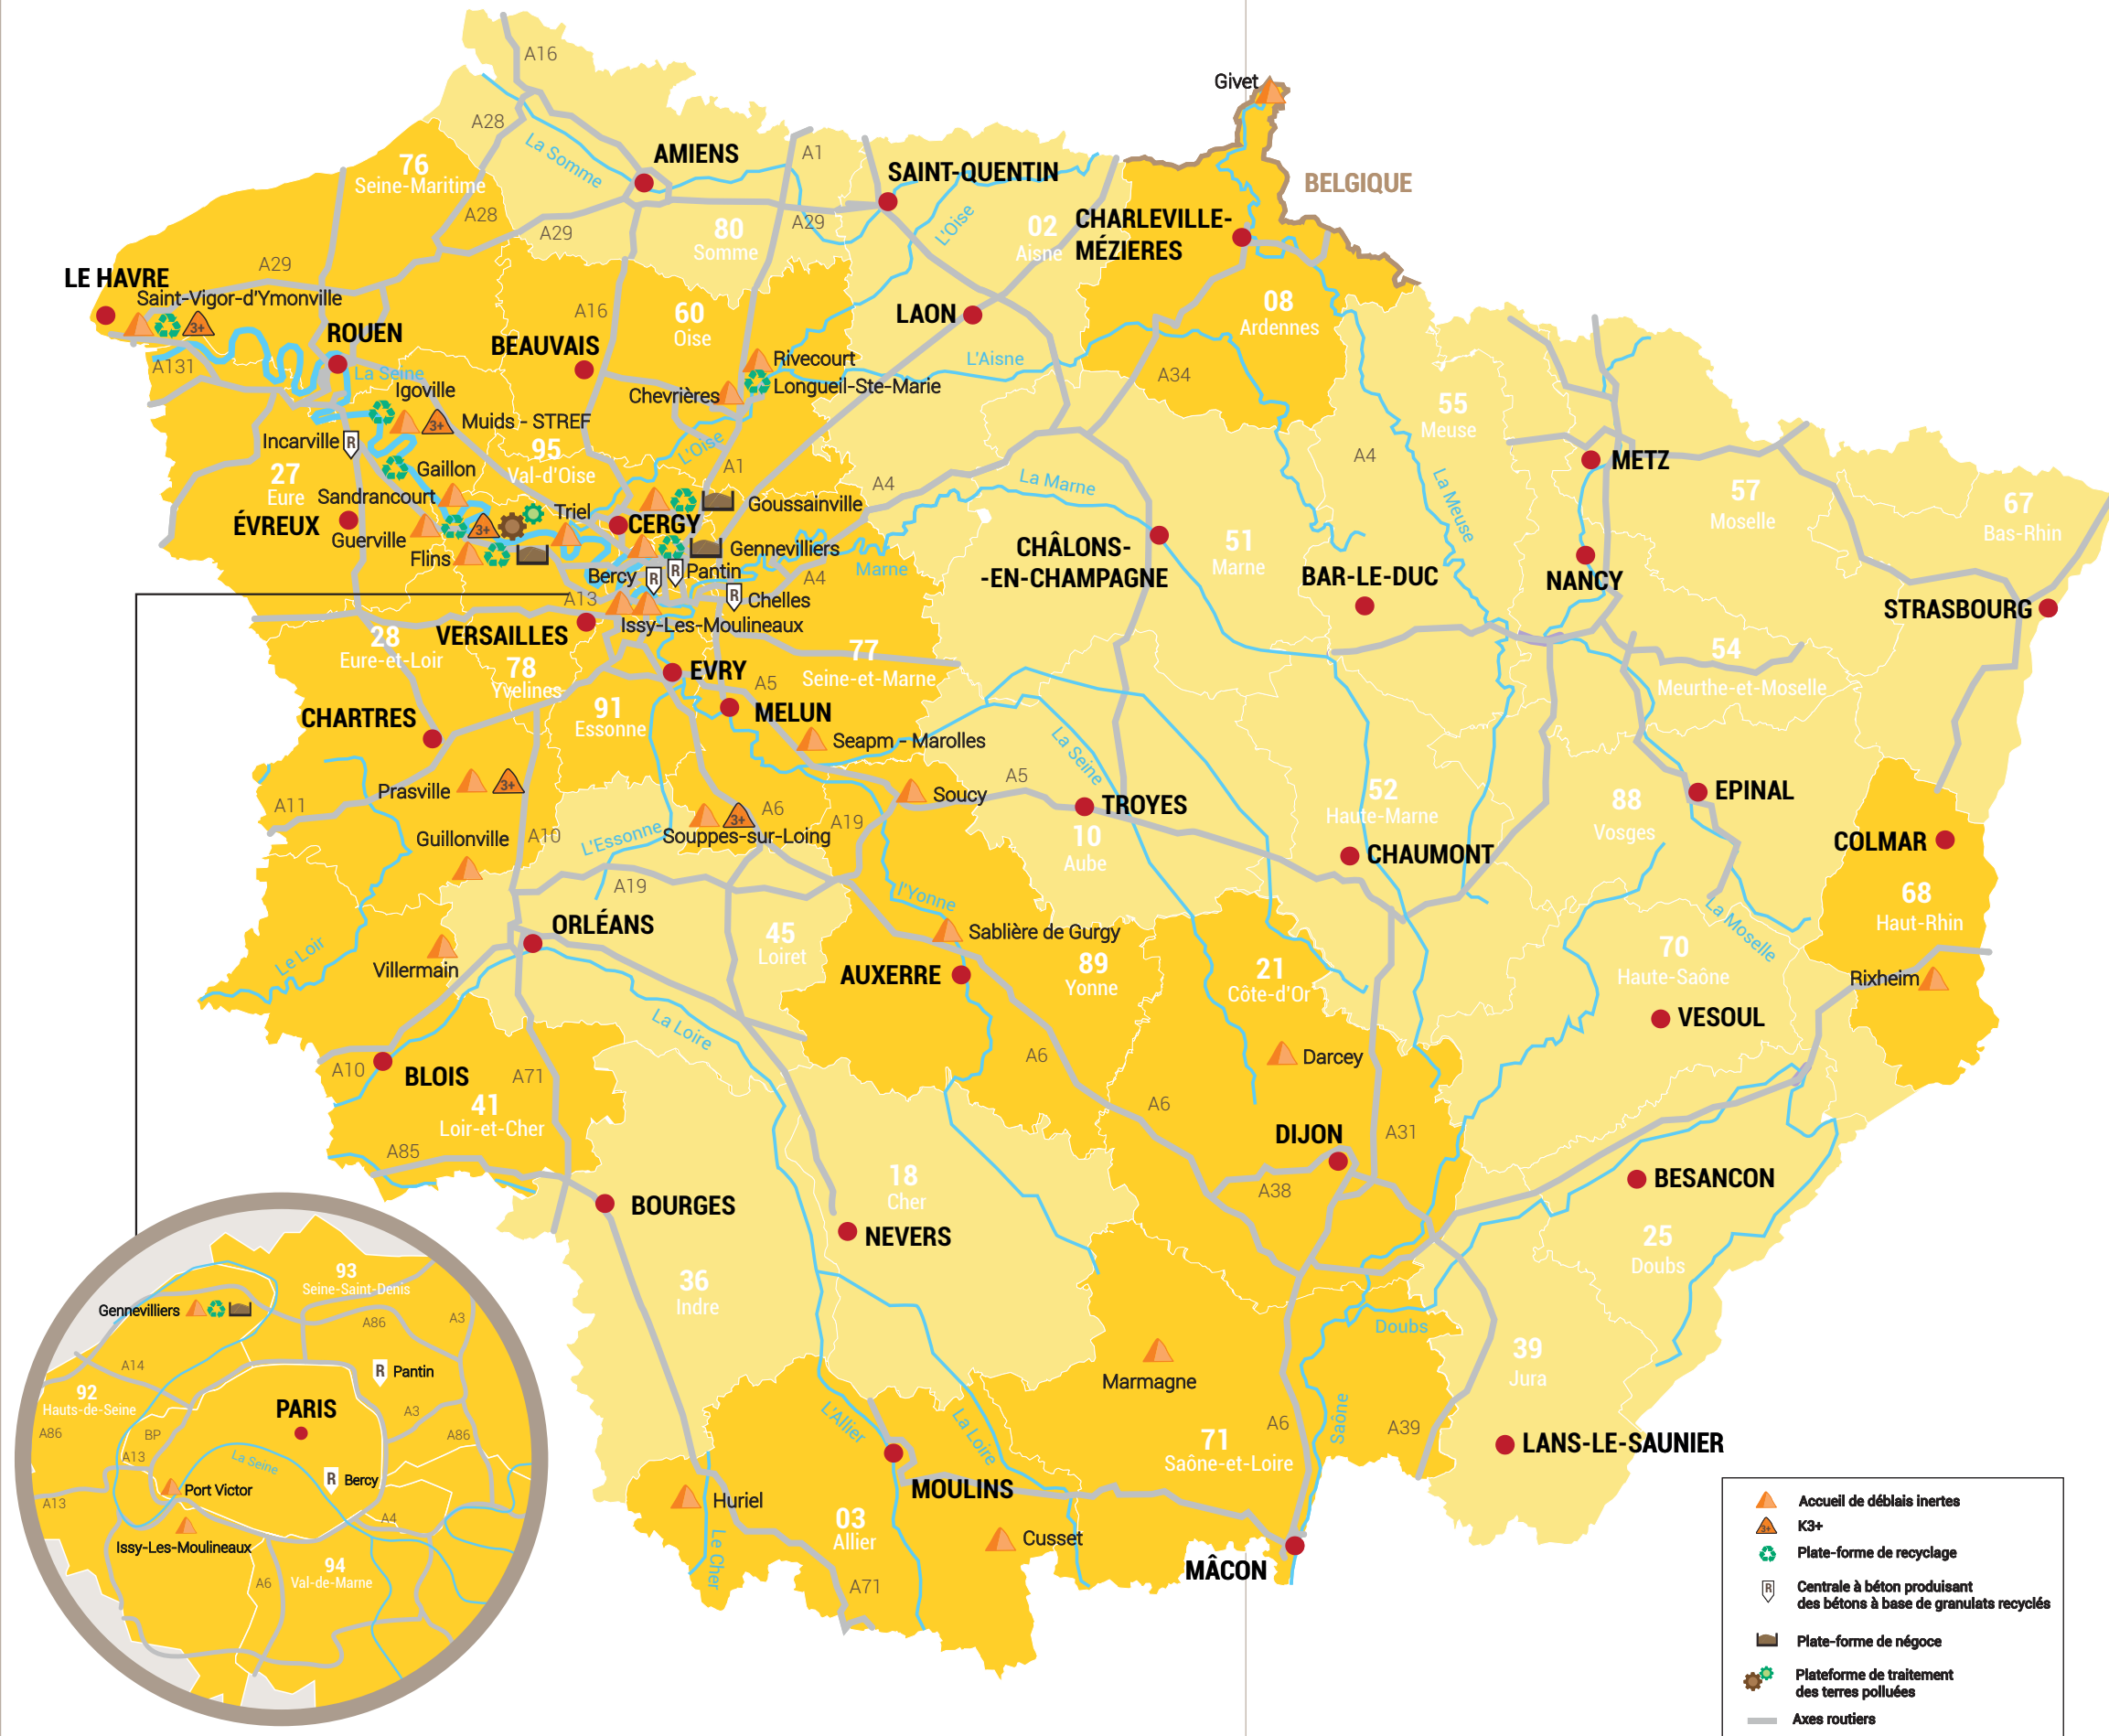 A16
Givet
A28
La Somme
AMIENS
A1
SAINT-QUENTIN
BELGIQUE
76
Seine-Maritime
A28
A29
80
Somme
A29
L'Oise
02
Aisne
CHARLEVILLE-
MÉZIERES
LE HAVRE
A29
Saint-Vigor-d'Ymonville
3+
ROUEN
A131
La Seine
A16
60
Oise
BEAUVAIS
LAON
08
Ardennes
Rivecourt
Longueil-Ste-Marie
Chevrières
L'Aisne
A34
Igoville
3+
Muids - STREF
Incarville
R
95
Val-d'Oise
L'Oise
A1
55
Meuse
A4
METZ
57
Moselle
67
Bas-Rhin
27
Eure
Gaillon
Sandrancourt
ÉVREUX
Guerville
3+
Triel
CERGY
Goussainville
A4
La Marne
La Meuse
Flins
Gennevilliers
Marne
CHÂLONS-
-EN-CHAMPAGNE
51
Marne
BAR-LE-DUC
NANCY
STRASBOURG
Bercy
R
R
Pantin
A4
R
Chelles
A13
VERSAILLES
Issy-Les-Moulineaux
28
Eure-et-Loir
78
Yvelines
EVRY
77
Seine-et-Marne
54
Meurthe-et-Moselle
A5
MELUN
91
Essonne
CHARTRES
Seapm - Marolles
La Seine
Prasville
3+
A11
Soucy
A5
TROYES
10
Aube
52
Haute-Marne
88
Vosges
EPINAL
COLMAR
Guillonville
A10
L'Essonne
3+
A6
Souppes-sur-Loing
A19
CHAUMONT
A19
68
Haut-Rhin
l'Yonne
La Moselle
ORLÉANS
45
Loiret
Sablière de Gurgy
Le Loir
Villermain
AUXERRE
89
Yonne
21
Côte-d'Or
70
Haute-Saône
Rixheim
VESOUL
La Loire
A6
Darcey
A10
BLOIS
A71
41
Loir-et-Cher
A6
DIJON
A31
A85
18
Cher
A38
BESANCON
BOURGES
NEVERS
25
Doubs
36
Indre
Doubs
39
Jura
Marmagne
L'Allier
La Loire
71
Saône-et-Loire
A6
Saône
A39
LANS-LE-SAUNIER
MOULINS
Huriel
03
Allier
Cusset
Le Cher
A71
MÂCON
93
Seine-Saint-Denis
Gennevilliers
A86
A3
A14
R
Pantin
92
Hauts-de-Seine
PARIS
A3
A86
BP
A86
A13
La Seine
R
Bercy
Port Victor
A13
A4
Issy-Les-Moulineaux
94
Val-de-Marne
A6
Accueil de déblais inertes
3+
K3+
Plate-forme de recyclage
R
Centrale à béton produisant
des bétons à base de granulats recyclés
Plate-forme de négoce
Plateforme de traitement
des terres polluées
Axes routiers